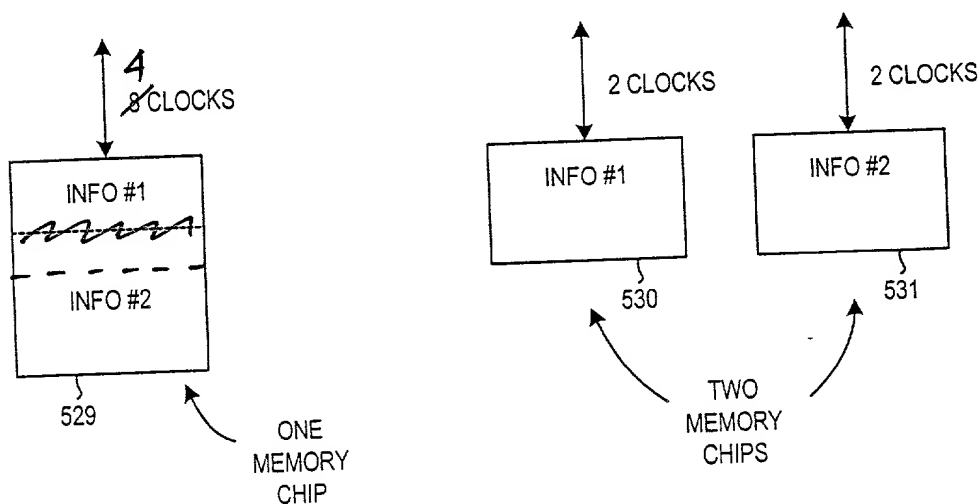 4
8 CLOCKS
INFO #1
INFO #2
529
ONE
MEMORY
CHIP
2 CLOCKS
INFO #1
530
2 CLOCKS
INFO #2
531
TWO
MEMORY
CHIPS